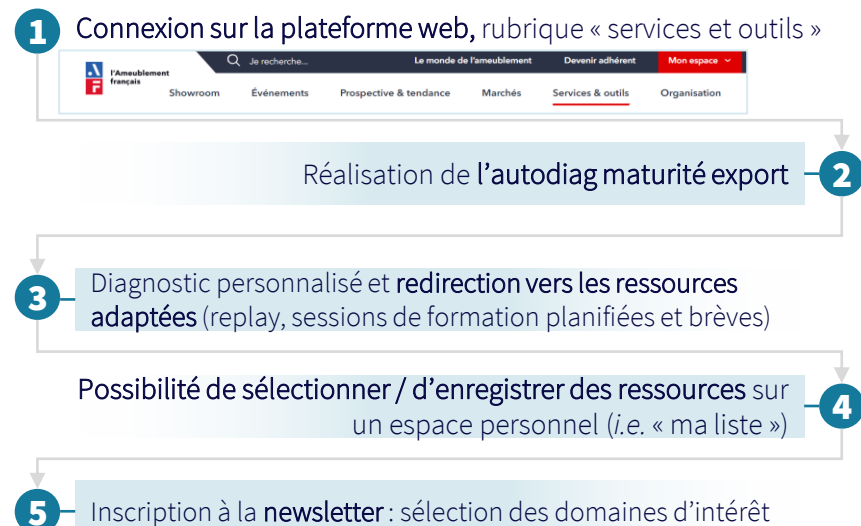 1 Connexion sur la plateforme web, rubrique « services et outils »
l'Ameublement
français
Je recherche...
Le monde de l'ameublement
Devenir adhérent
Mon espace
Showroom
Événements
Prospective & tendance
Marchés
Services & outils
Organisation
Réalisation de l'autodiag maturité export
2
3
Diagnostic personnalisé et redirection vers les ressources
adaptées (replay, sessions de formation planifiées et brèves)
Possibilité de sélectionner / d'enregistrer des ressources sur
un espace personnel (i.e. « ma liste »)
4
5 Inscription à la newsletter : sélection des domaines d'intérêt